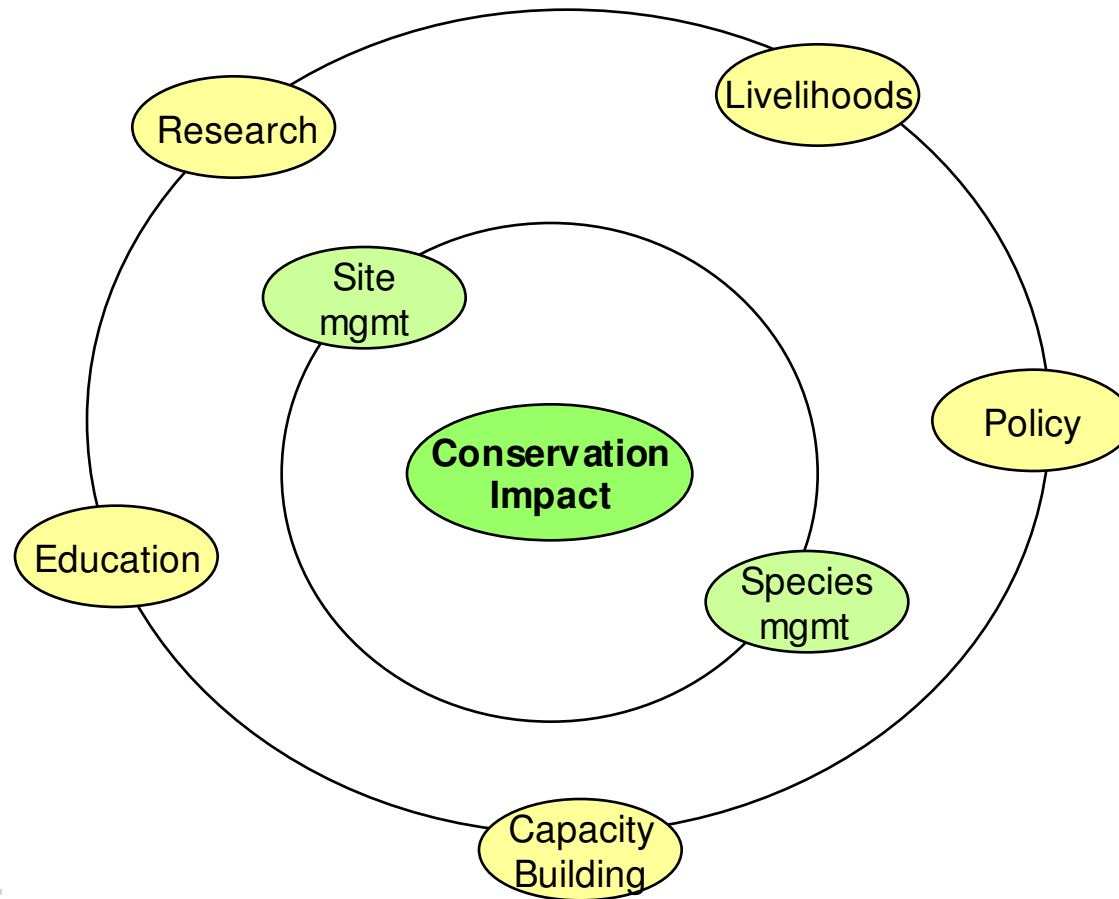 Livelihoods
Research
Site
mgmt
Policy
Conservation
Impact
Education
Species
mgmt
Capacity
Building